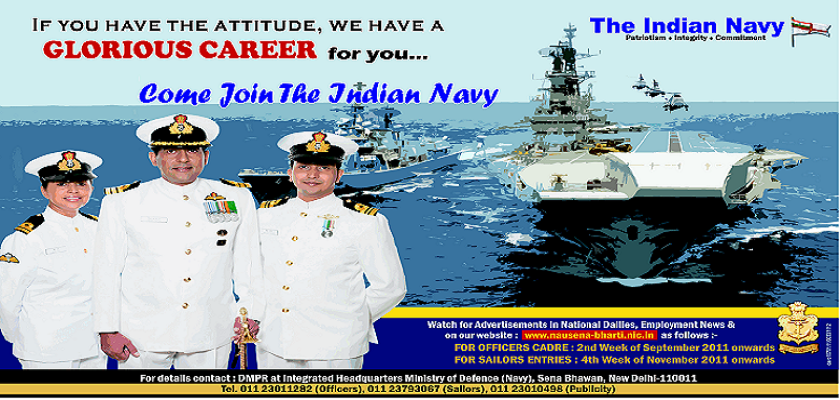 IF YOU HAVE THE ATTITUDE, WE HAVE A
GLORIOUS CAREER for you...
Come Join The Indian Navy
The Indian Navy
Patriotism • Integrity • Commitment
Watch for Advertisements in National Dailies, Employment News &
on our website : www.nausena-bharti.nic.in as follows :-
FOR OFFICERS CADRE : 2nd Week of September 2011 onwards
FOR SAILORS ENTRIES : 4th Week of November 2011 onwards
For details contact : DMPR at Integrated Headquarters Ministry of Defence (Navy), Sena Bhawan, New Delhi-110011
Tel. 011 23011282 (Officers), 011 23793067 (Sailors), 011 23010498 (Publicity)